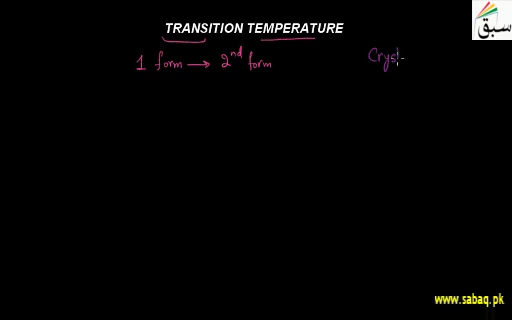 TRANSITION TEMPERATURE
سبق
1 form → 2nd form
Cryst
www.sabaq.pk